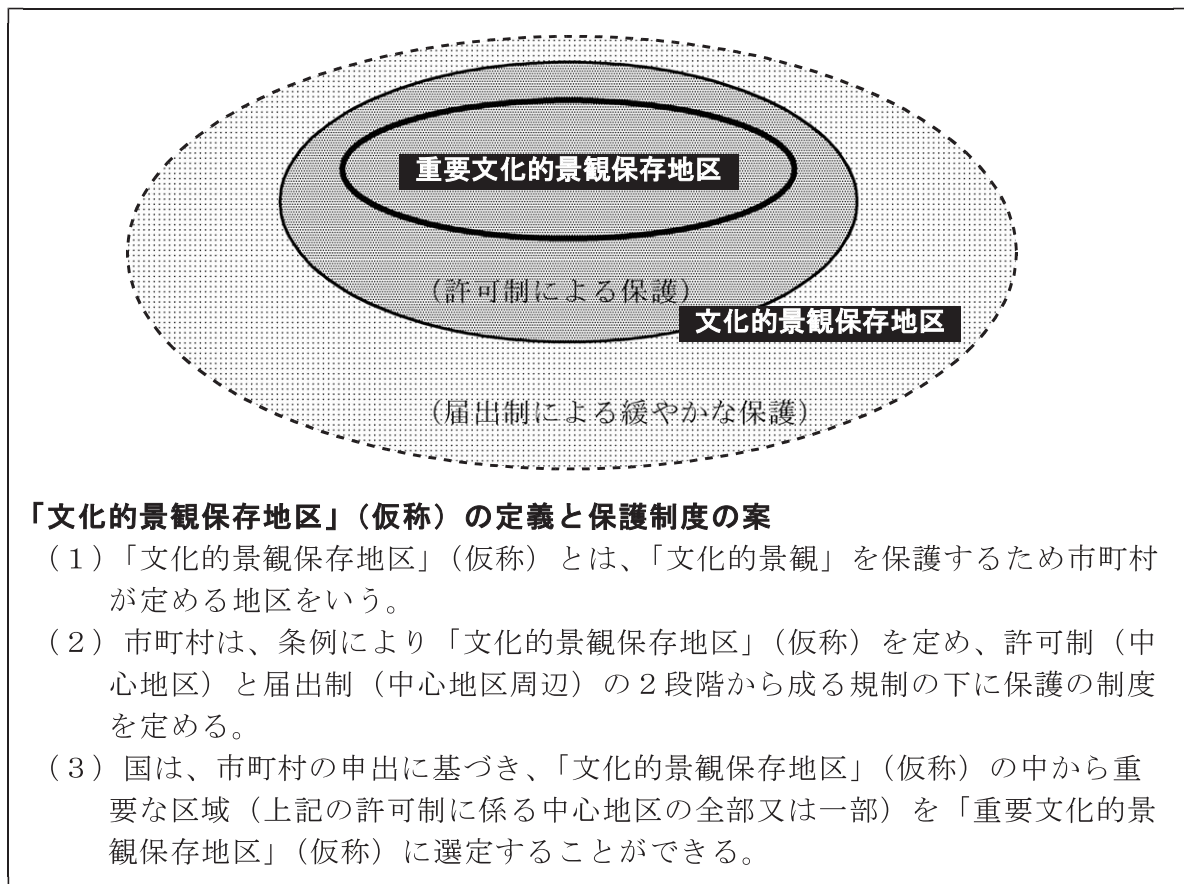 重要文化的景観保存地区
（許可制による保護）
文化的景観保存地区
（届出制による緩やかな保護）
「文化的景観保存地区」（仮称）の定義と保護制度の案
（１）「文化的景観保存地区」（仮称）とは、「文化的景観」を保護するため市町村
が定める地区をいう。
（２）市町村は、条例により「文化的景観保存地区」（仮称）を定め、許可制（中
心地区）と届出制（中心地区周辺）の２段階から成る規制の下に保護の制度
を定める。
（３）国は、市町村の申出に基づき、「文化的景観保存地区」（仮称）の中から重
要な区域（上記の許可制に係る中心地区の全部又は一部）を「重要文化的景
観保存地区」（仮称）に選定することができる。